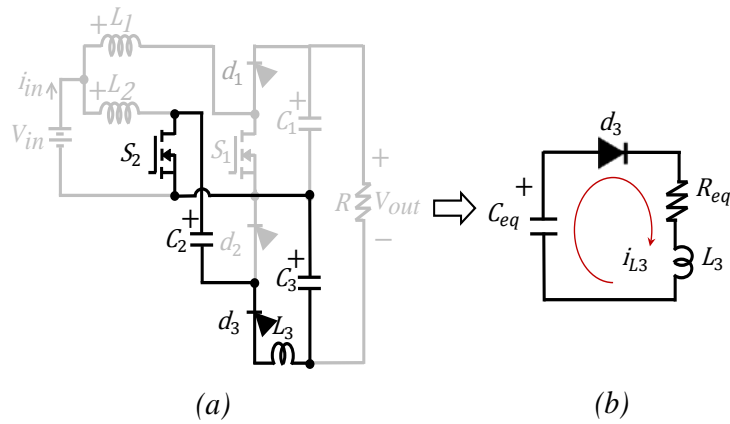 + L1
+ L2
iin
Vin
S2
S1
d1
+
C1
+
R
Vout
−
+
C2
d2
+
C3
d3
L3
(a)
d3
+
Ceq
Req
iL3
L3
(b)